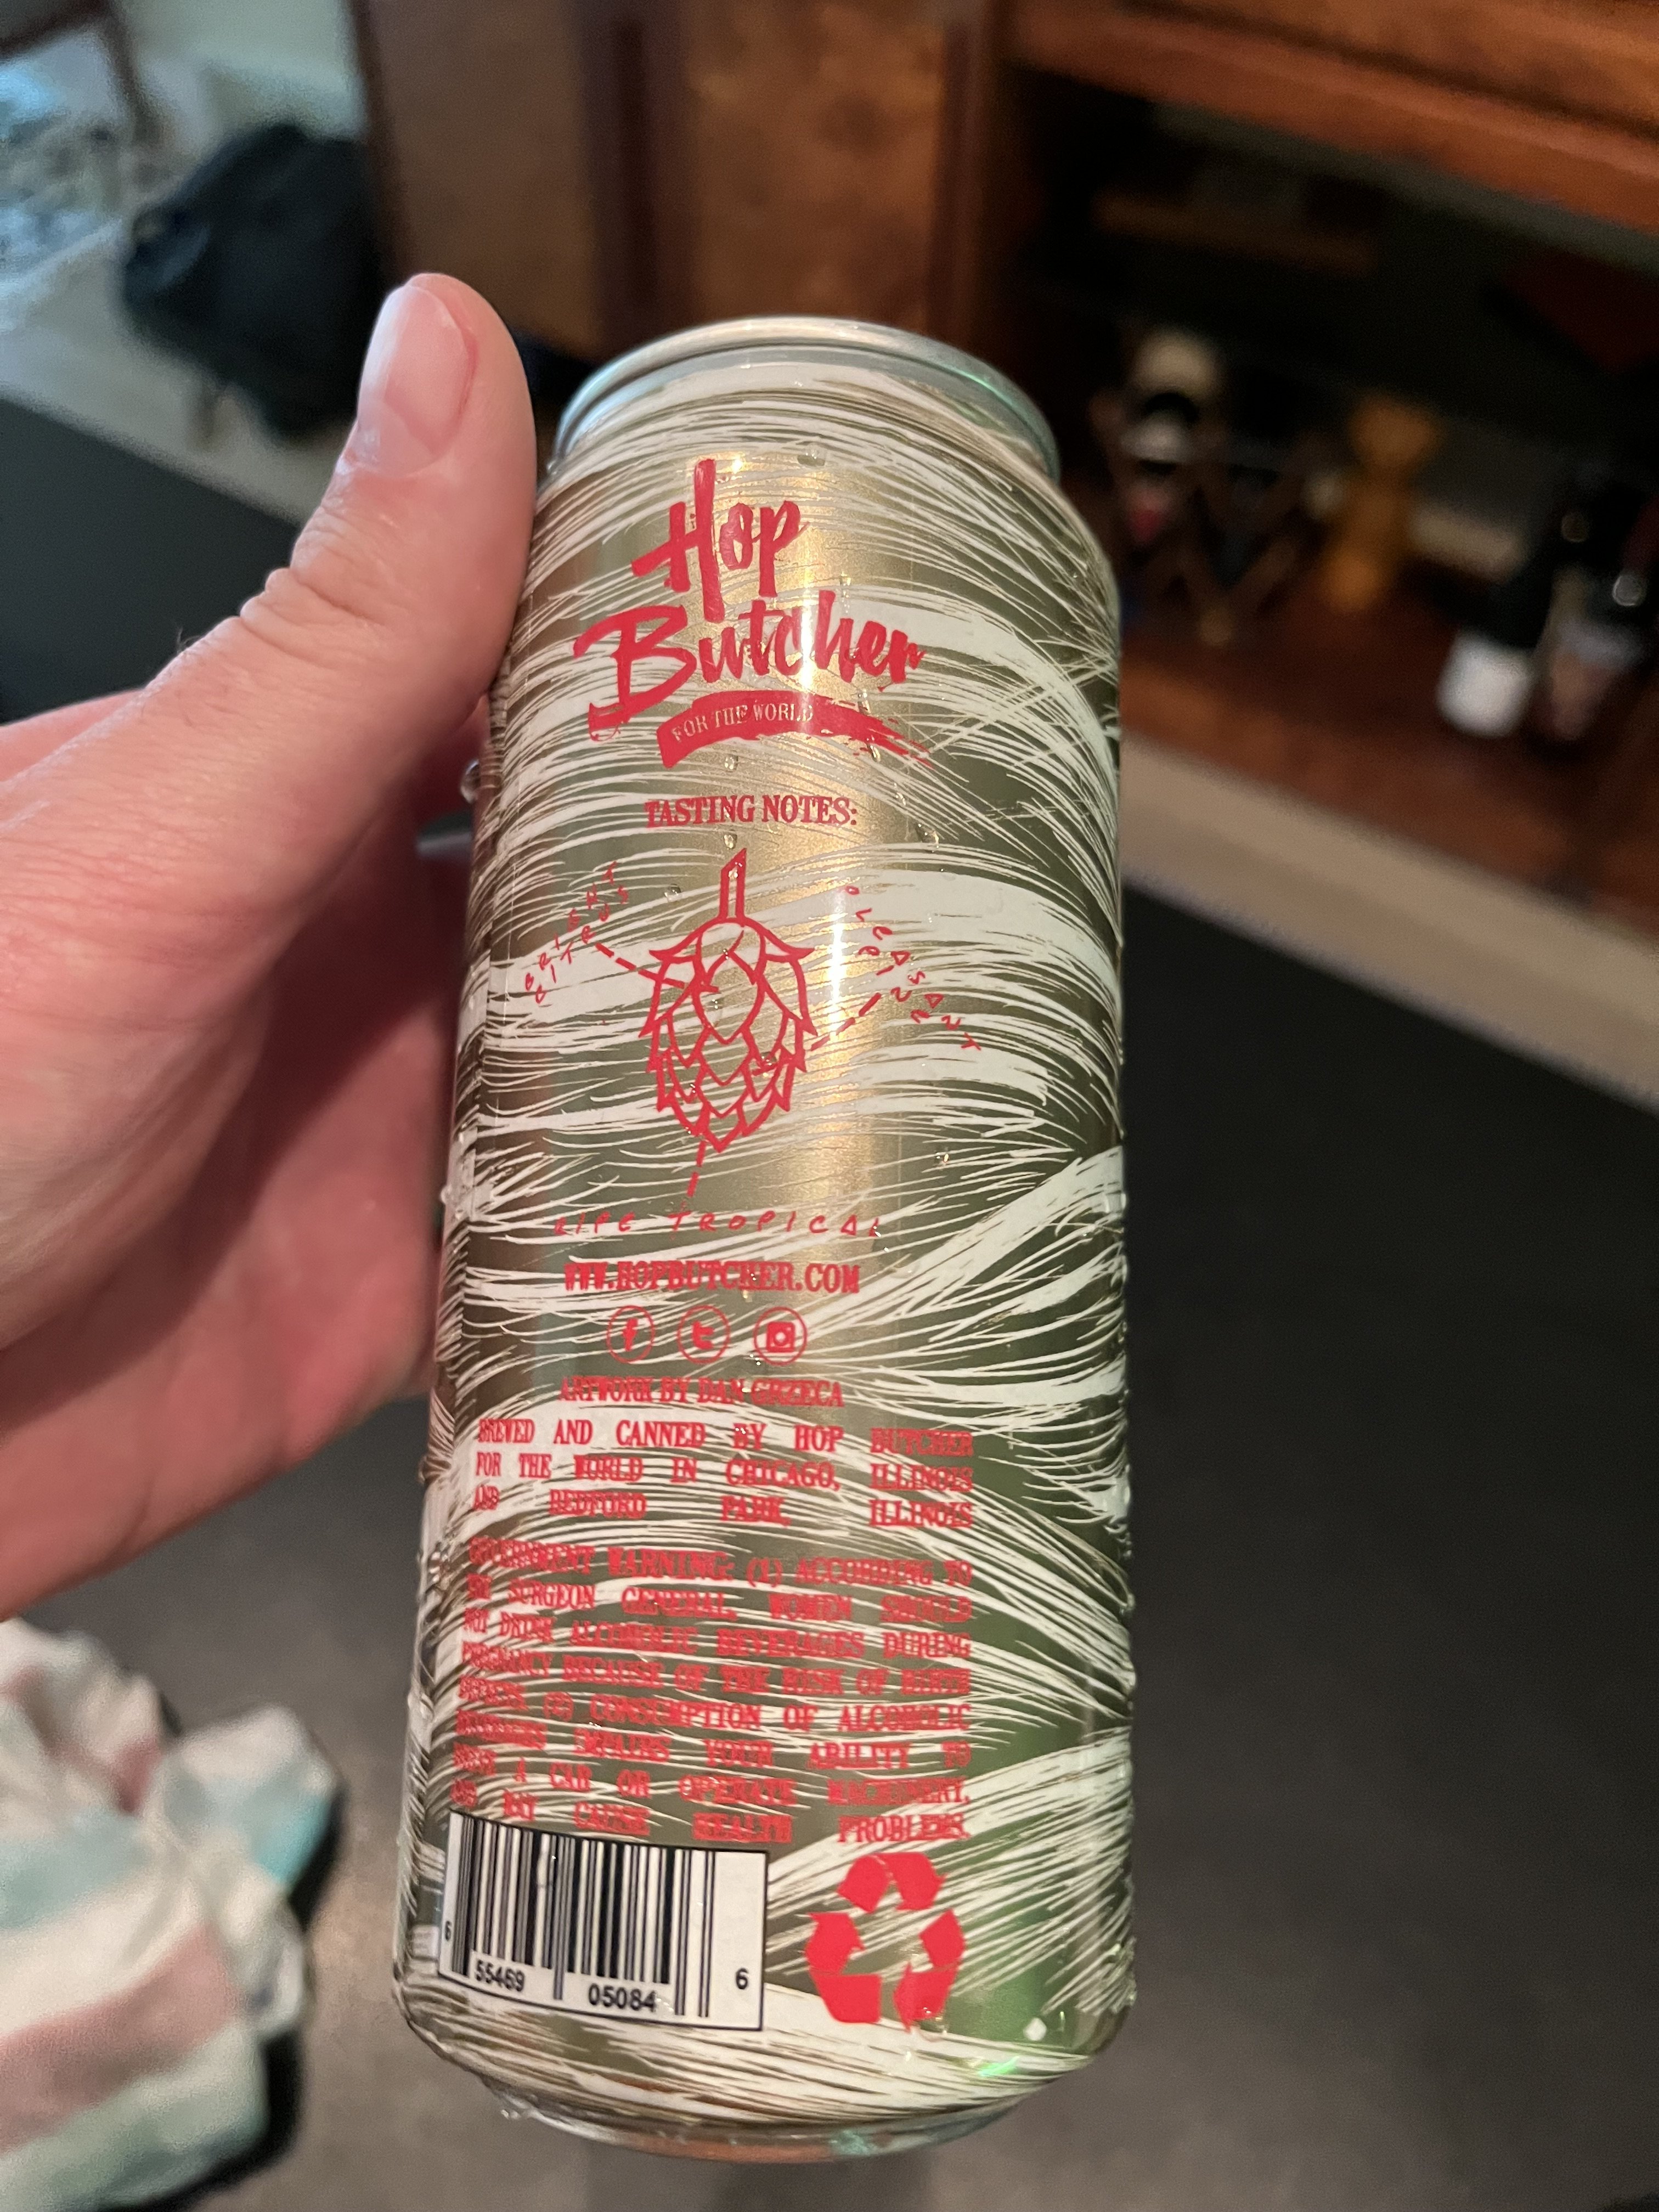 Hop
Butcher
FOR THE WORLD
TASTING NOTES:
BRIGHT
CITRUS
PLEASANT
PINE
RIPE TROPICAL
WWW.HOPBUTCHER.COM
ARTWORK BY DAN GRZECA
BREWED AND CANNED BY HOP BUTCHER
FOR THE WORLD IN CHICAGO, ILLINOIS
AND BEDFORD PARK, ILLINOIS
GOVERNMENT WARNING: (1) ACCORDING TO
THE SURGEON GENERAL, WOMEN SHOULD
NOT DRINK ALCOHOLIC BEVERAGES DURING
PREGNANCY BECAUSE OF THE RISK OF BIRTH
DEFECTS. (2) CONSUMPTION OF ALCOHOLIC
BEVERAGES IMPAIRS YOUR ABILITY TO
DRIVE A CAR OR OPERATE MACHINERY,
AND MAY CAUSE HEALTH PROBLEMS.
6 55469 05084 6